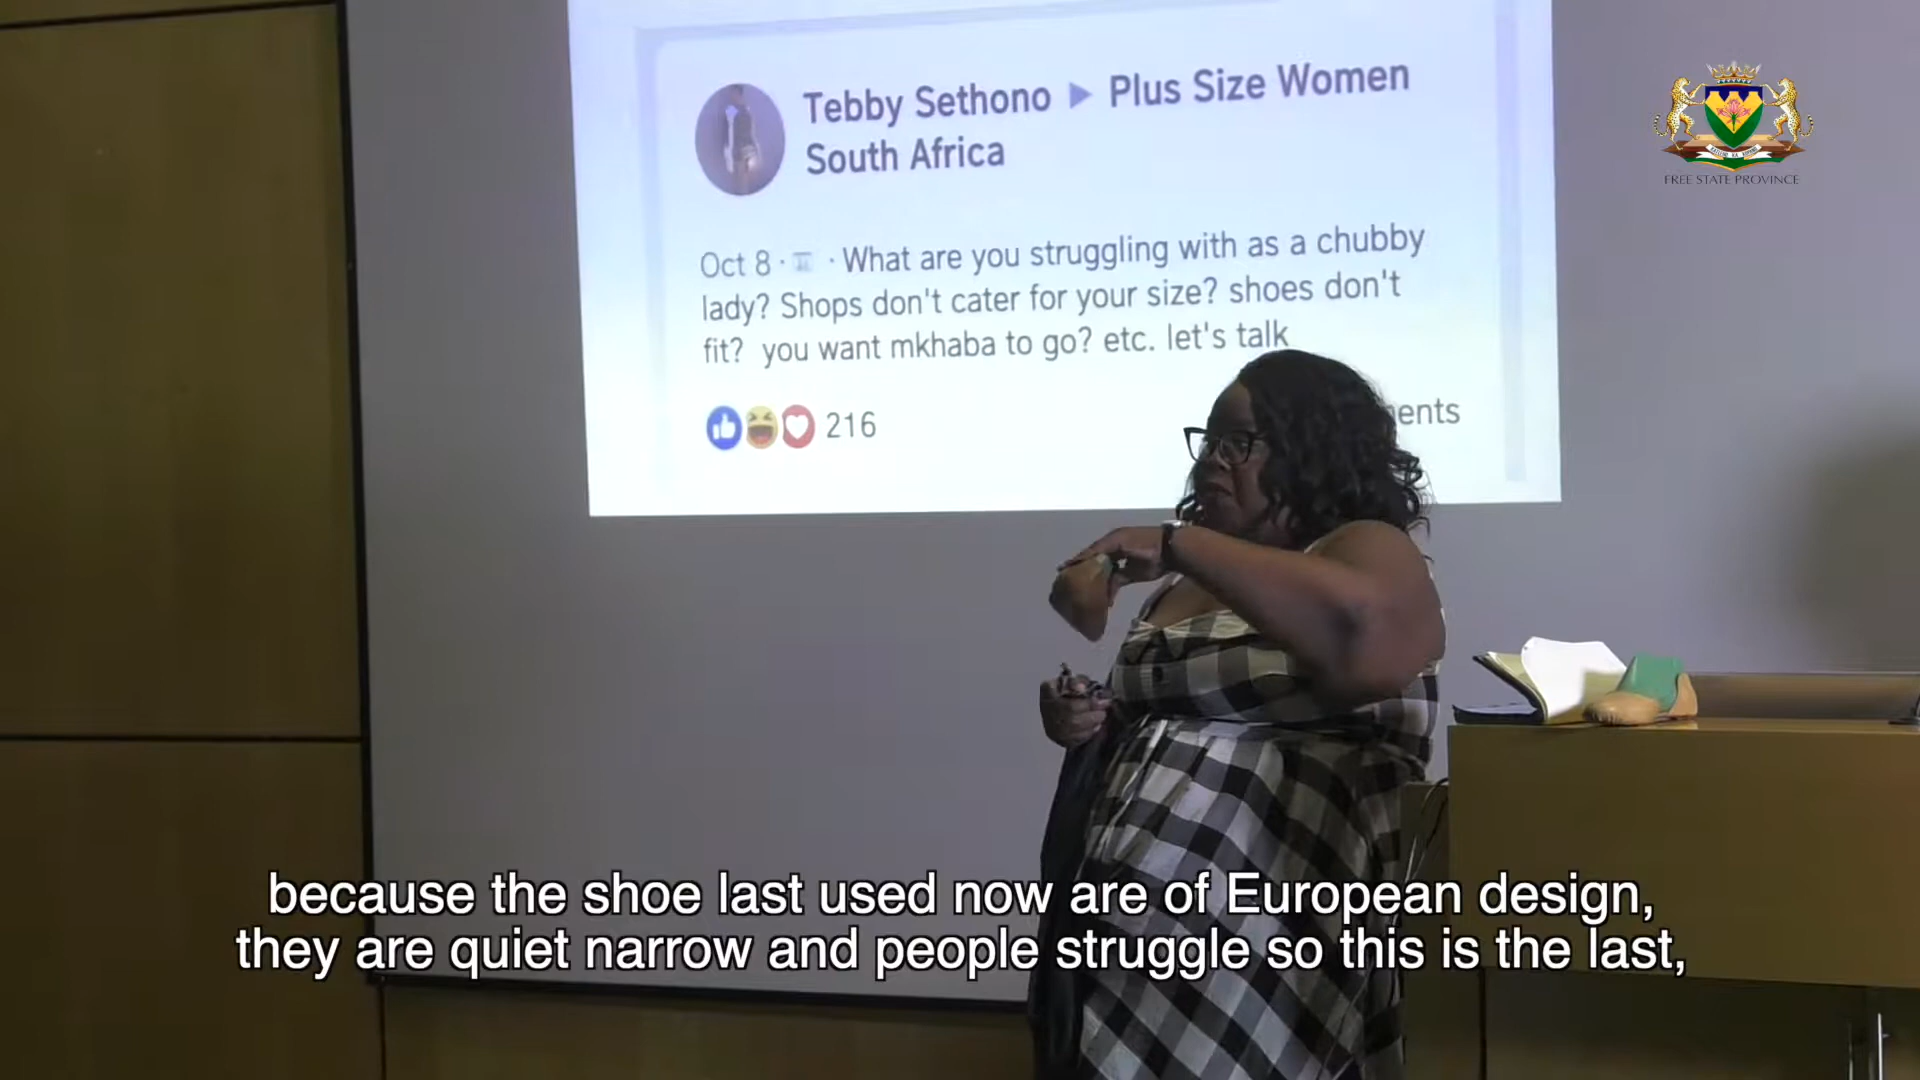 Tebby Sethono ▶ Plus Size Women
South Africa
FREE STATE PROVINCE
Oct 8 · · What are you struggling with as a chubby
lady? Shops don't cater for your size? shoes don't
fit? you want mkhaba to go? etc. let's talk
216
because the shoe last used now are of European design,
they are quiet narrow and people struggle so this is the last,